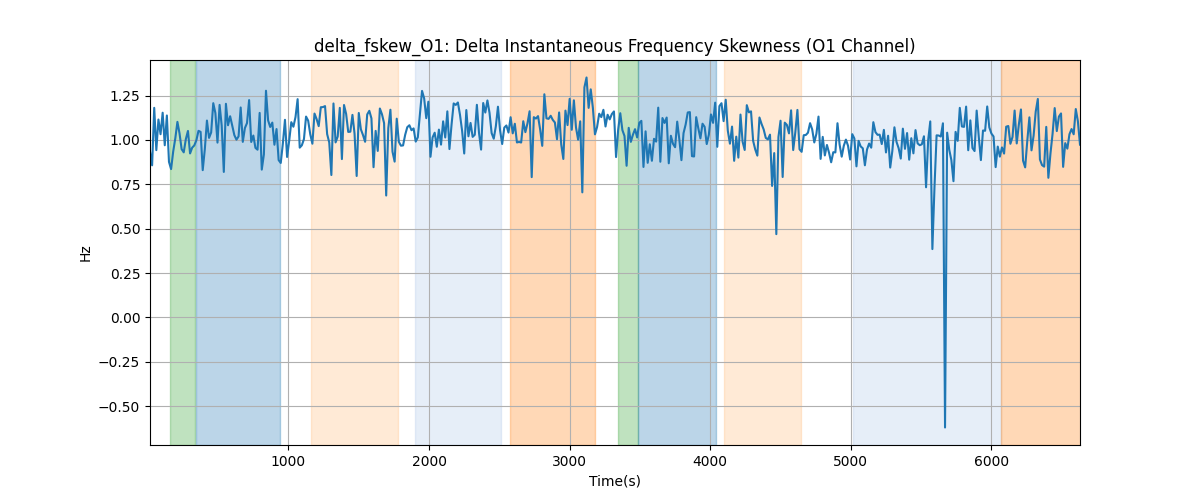 delta_fskew_O1: Delta Instantaneous Frequency Skewness (O1 Channel)
1.25
1.00
0.75
0.50
0.25
0.00
−0.25
−0.50
Hz
1000 2000 3000 4000 5000 6000
Time(s)